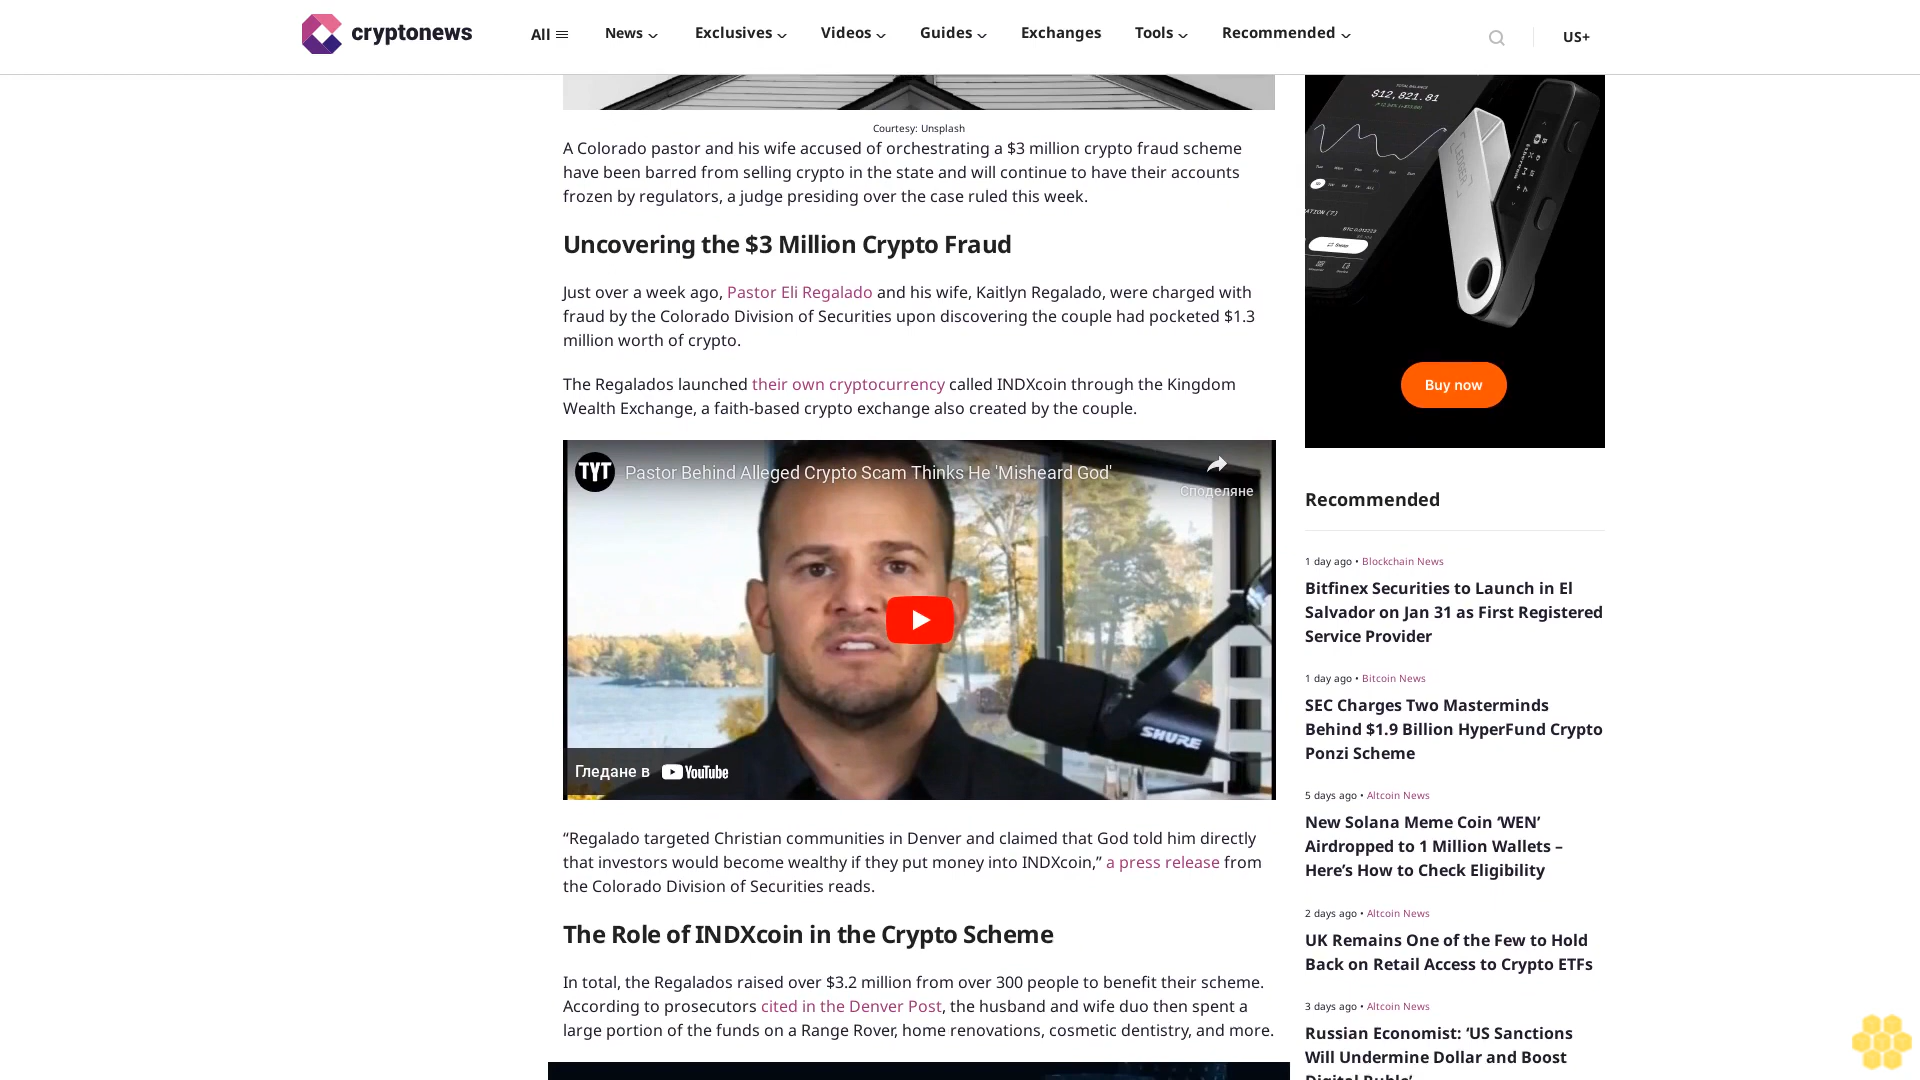 cryptonews
All
News
Exclusives
Videos
Guides
Exchanges
Tools
Recommended
US+
Courtesy: Unsplash
A Colorado pastor and his wife accused of orchestrating a $3 million crypto fraud scheme
have been barred from selling crypto in the state and will continue to have their accounts
frozen by regulators, a judge presiding over the case ruled this week.
Uncovering the $3 Million Crypto Fraud
Just over a week ago, Pastor Eli Regalado and his wife, Kaitlyn Regalado, were charged with
fraud by the Colorado Division of Securities upon discovering the couple had pocketed $1.3
million worth of crypto.
The Regalados launched their own cryptocurrency called INDXcoin through the Kingdom
Wealth Exchange, a faith-based crypto exchange also created by the couple.
TYT
Pastor Behind Alleged Crypto Scam Thinks He 'Misheard God'
Споделяне
SHURE
Гледане в YouTube
“Regalado targeted Christian communities in Denver and claimed that God told him directly
that investors would become wealthy if they put money into INDXcoin,” a press release from
the Colorado Division of Securities reads.
The Role of INDXcoin in the Crypto Scheme
In total, the Regalados raised over $3.2 million from over 300 people to benefit their scheme.
According to prosecutors cited in the Denver Post, the husband and wife duo then spent a
large portion of the funds on a Range Rover, home renovations, cosmetic dentistry, and more.
TOTAL BALANCE
$12,821.81
LEDGER
Swap
Buy now
Recommended
1 day ago • Blockchain News
Bitfinex Securities to Launch in El
Salvador on Jan 31 as First Registered
Service Provider
1 day ago • Bitcoin News
SEC Charges Two Masterminds
Behind $1.9 Billion HyperFund Crypto
Ponzi Scheme
5 days ago • Altcoin News
New Solana Meme Coin ‘WEN’
Airdropped to 1 Million Wallets –
Here’s How to Check Eligibility
2 days ago • Altcoin News
UK Remains One of the Few to Hold
Back on Retail Access to Crypto ETFs
3 days ago • Altcoin News
Russian Economist: ‘US Sanctions
Will Undermine Dollar and Boost
Digital Ruble’